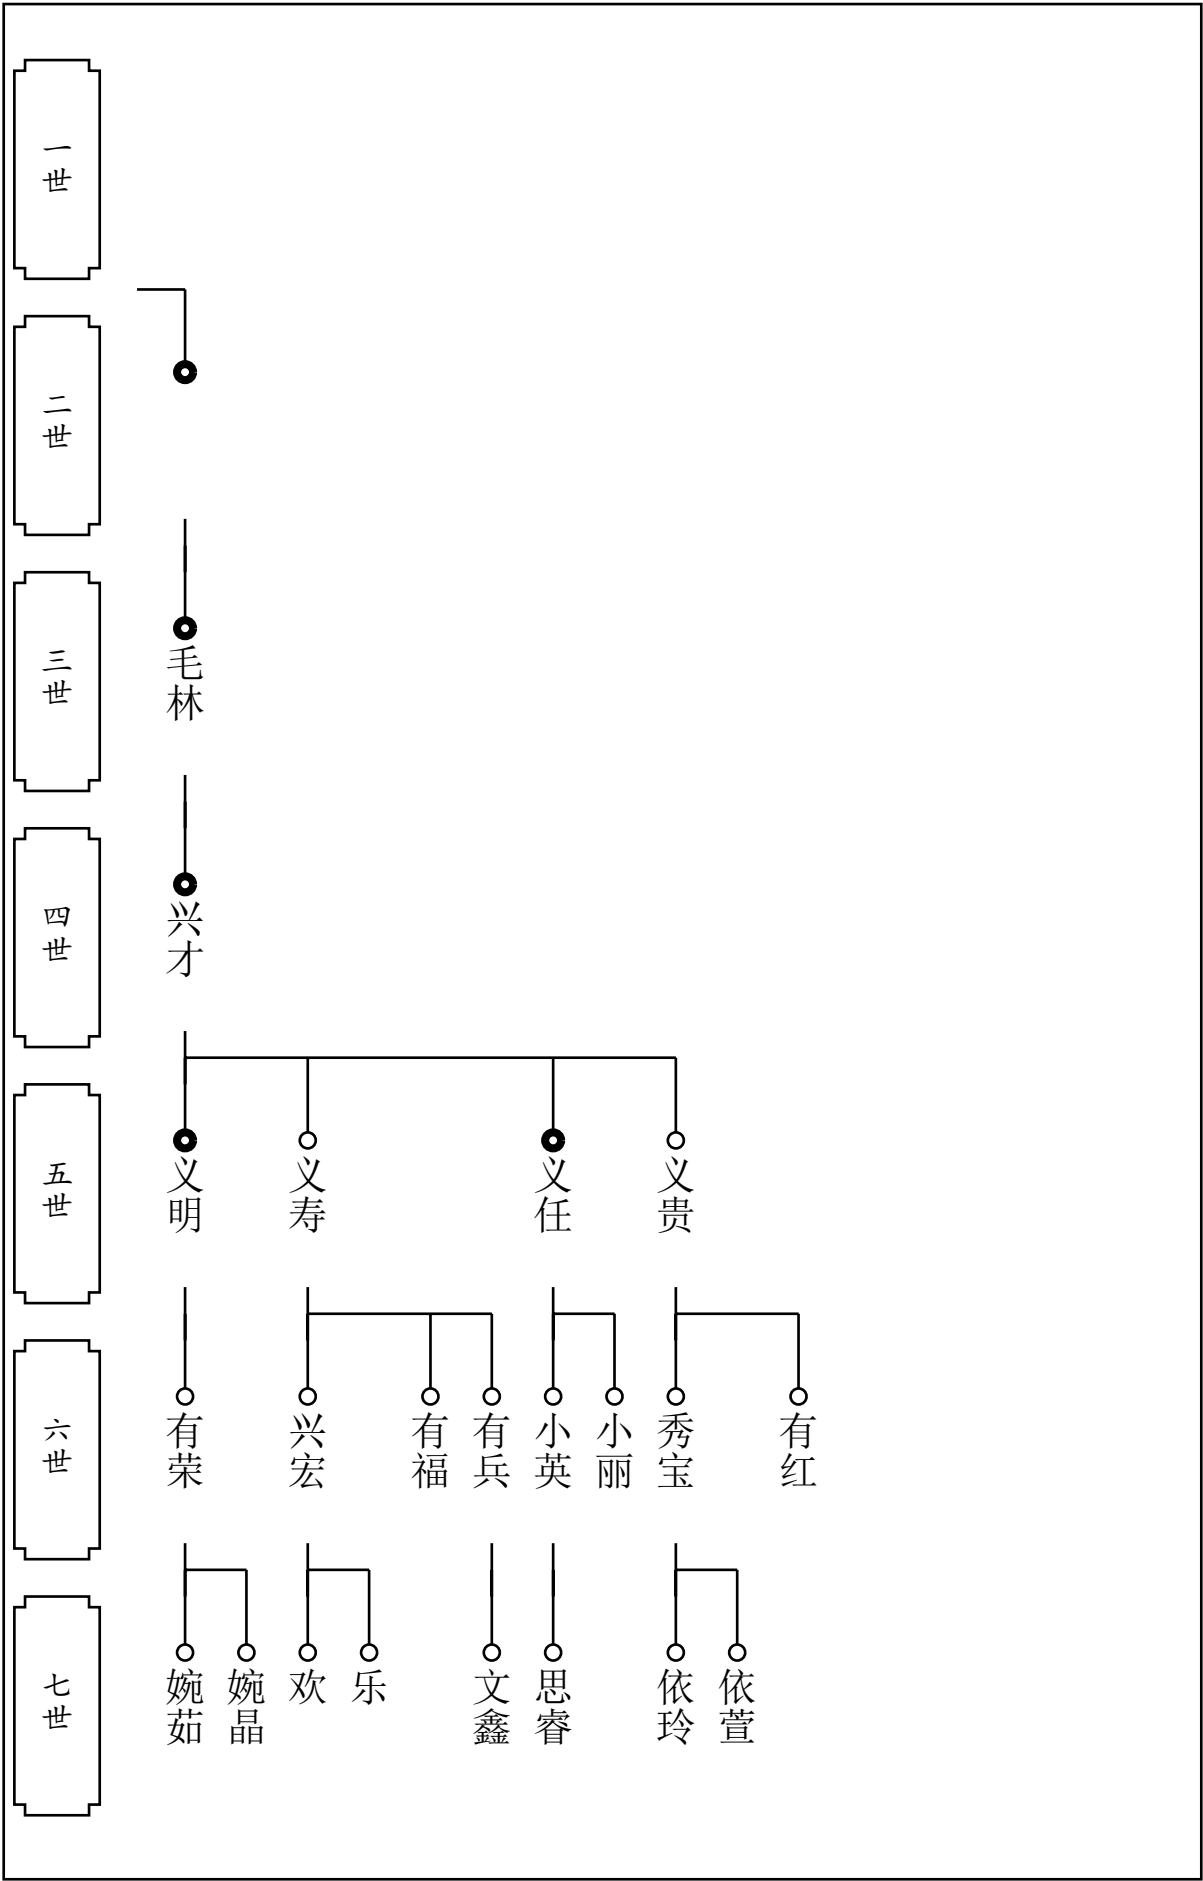 一世
二世
三世
毛林
四世
兴才
五世
义明
义寿
义任
义贵
六世
有荣
兴宏
有福
有兵
小英
小丽
秀宝
有红
七世
婉茹
婉晶
欢
乐
文鑫
思睿
依玲
依萱